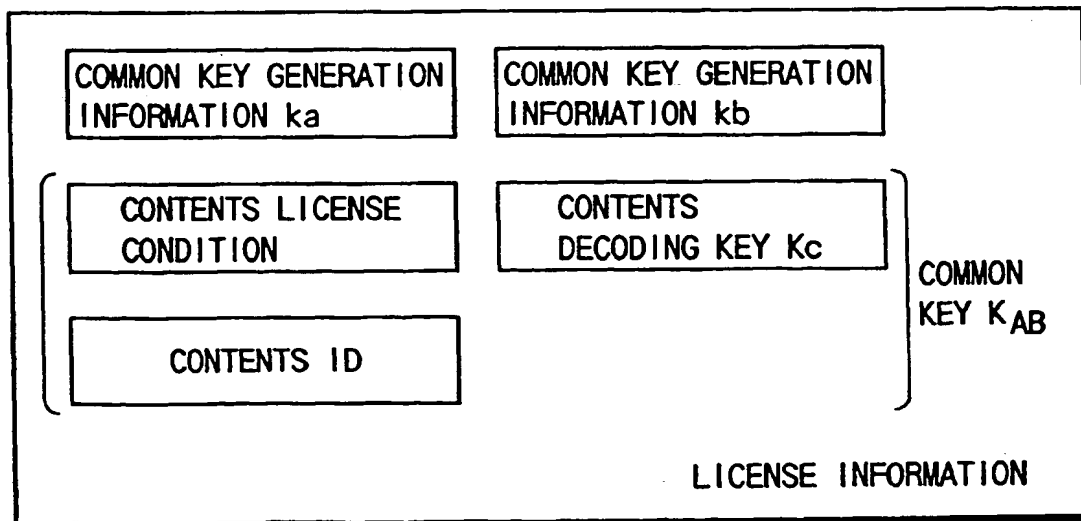 COMMON KEY GENERATION
INFORMATION ka
COMMON KEY GENERATION
INFORMATION kb
CONTENTS LICENSE
CONDITION
CONTENTS
DECODING KEY Kc
COMMON
KEY KAB
CONTENTS ID
LICENSE INFORMATION